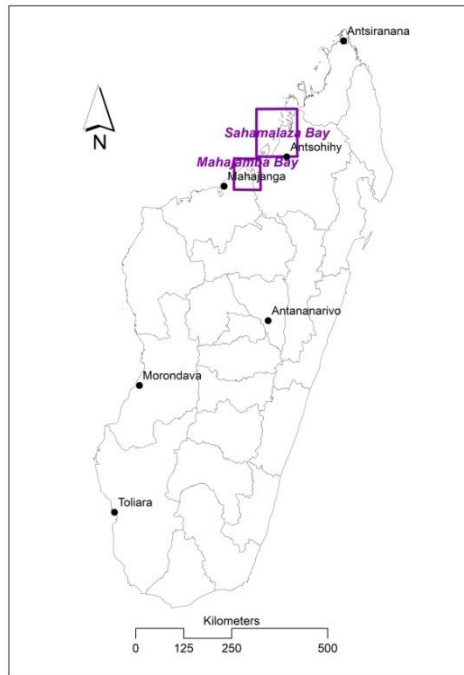 Antsiranana
N
Sahamalaza Bay
Antsohihy
Mahajamba Bay
Mahajanga
Antananarivo
Morondava
Toliara
Kilometers
0 125 250 500